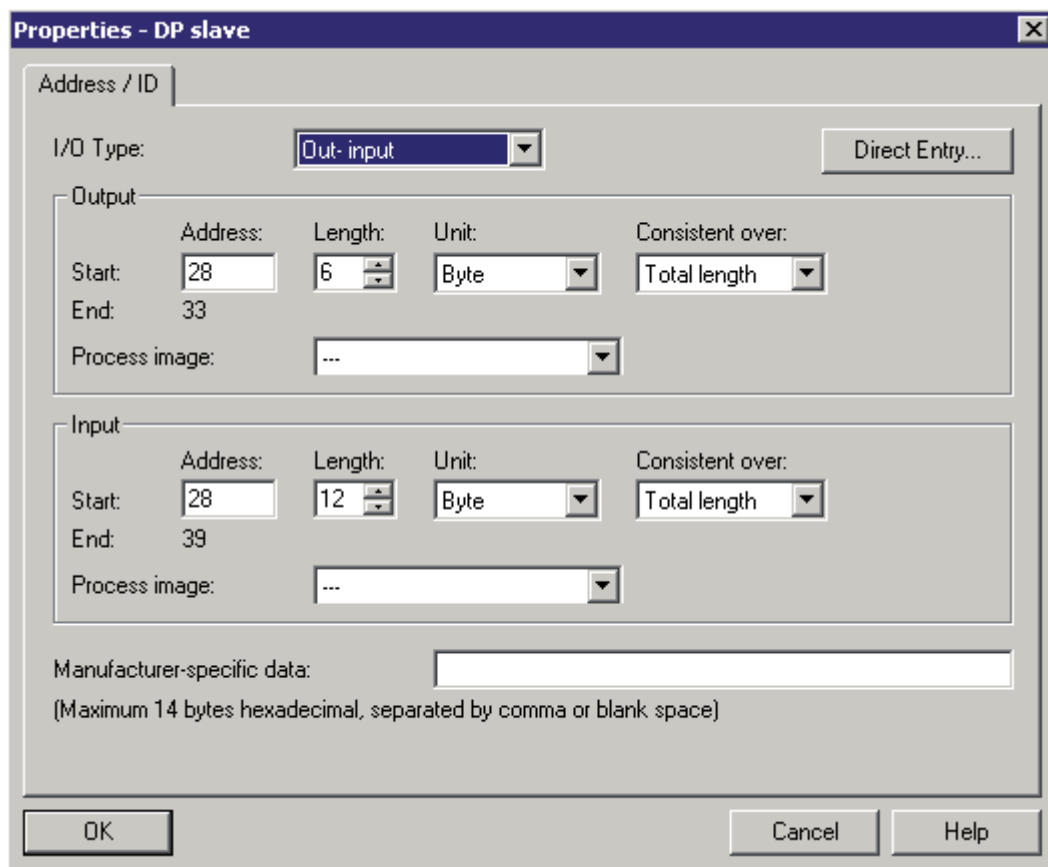 Properties - DP slave
Address / ID
I/O Type: Out- input Direct Entry...
Output
Address: Length: Unit: Consistent over:
Start: 28 6 Byte Total length
End: 33
Process image: ---
Input
Address: Length: Unit: Consistent over:
Start: 28 12 Byte Total length
End: 39
Process image: ---
Manufacturer-specific data:
(Maximum 14 bytes hexadecimal, separated by comma or blank space)
OK Cancel Help